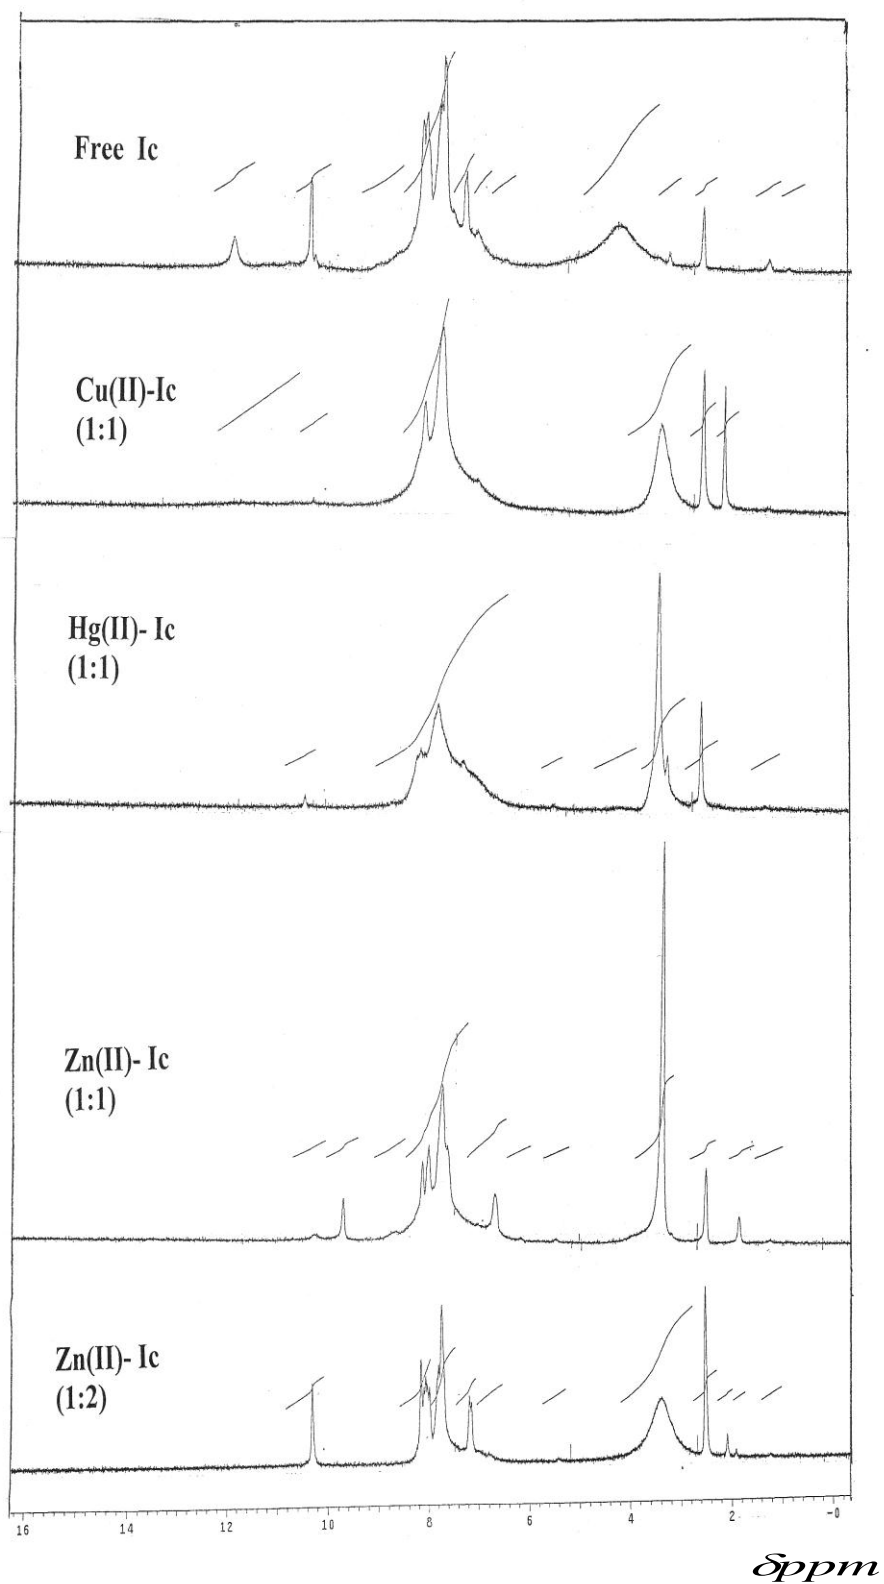 Free Ic
Cu(II)-Ic
(1:1)
Hg(II)- Ic
(1:1)
Zn(II)- Ic
(1:1)
Zn(II)- Ic
(1:2)
16 14 12 10 8 6 4 2 -0
δppm